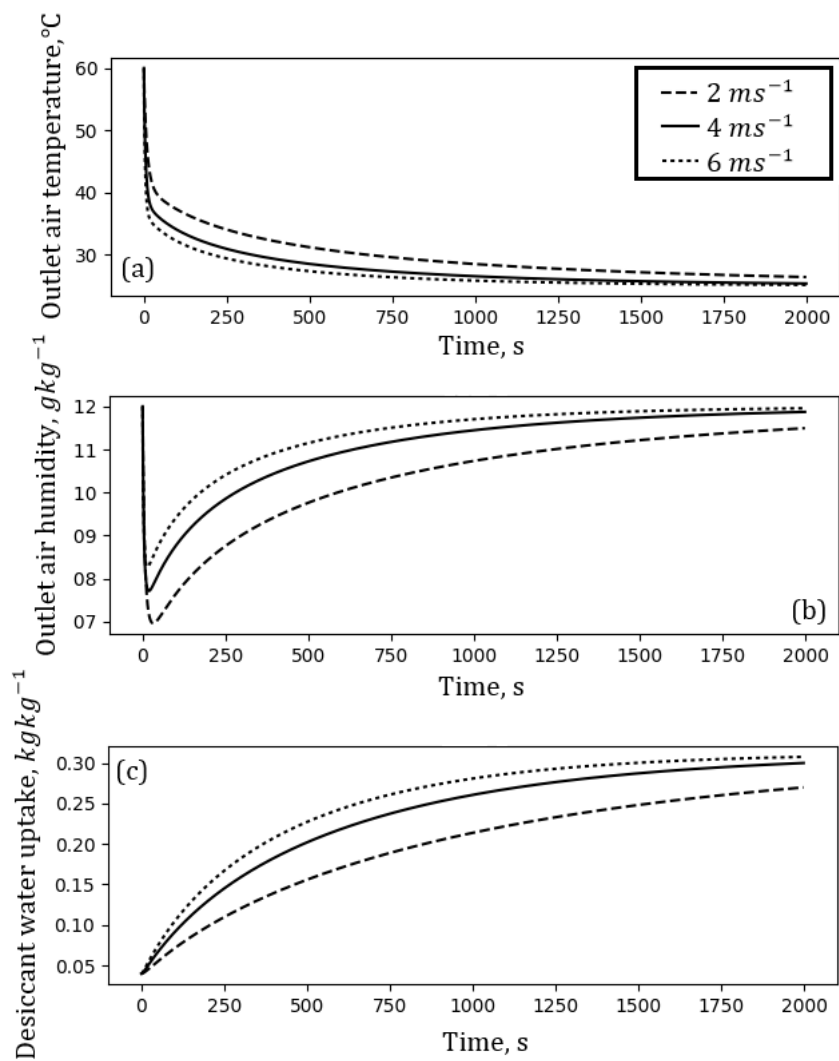 Outlet air temperature,℃
60
50
40
30
2 ms⁻¹
4 ms⁻¹
6 ms⁻¹
(a)
0 250 500 750 1000 1250 1500 1750 2000
Time, s
Outlet air humidity, gkg⁻¹
12
11
10
09
08
07
(b)
0 250 500 750 1000 1250 1500 1750 2000
Time, s
Desiccant water uptake, kgkg⁻¹
(c)
0.30
0.25
0.20
0.15
0.10
0.05
0 250 500 750 1000 1250 1500 1750 2000
Time, s